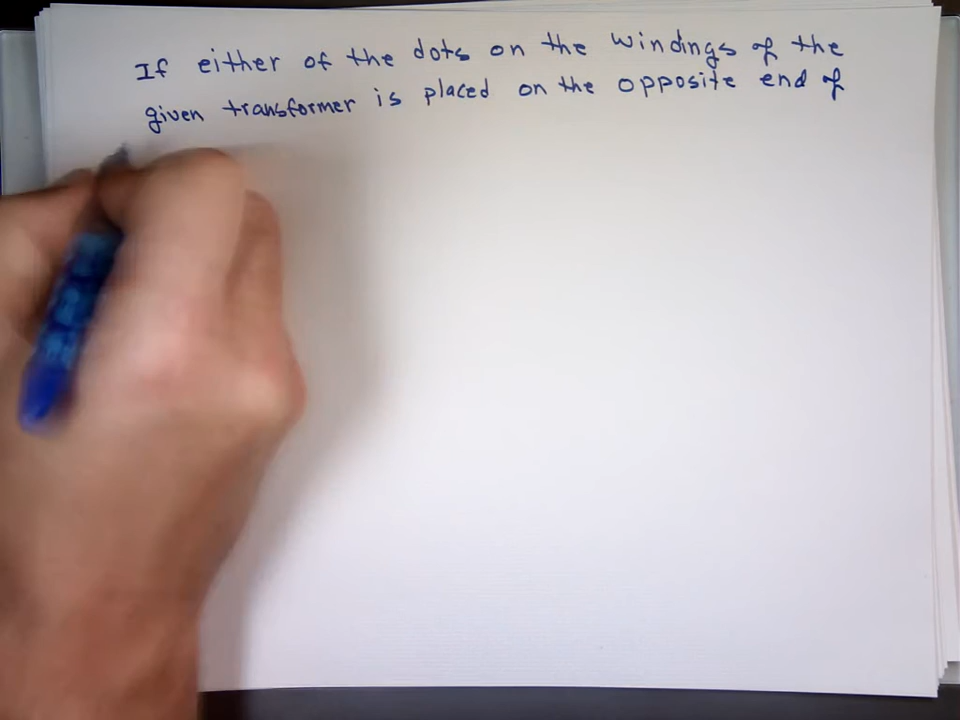 If either of the dots on the windings of the
given transformer is placed on the opposite end of